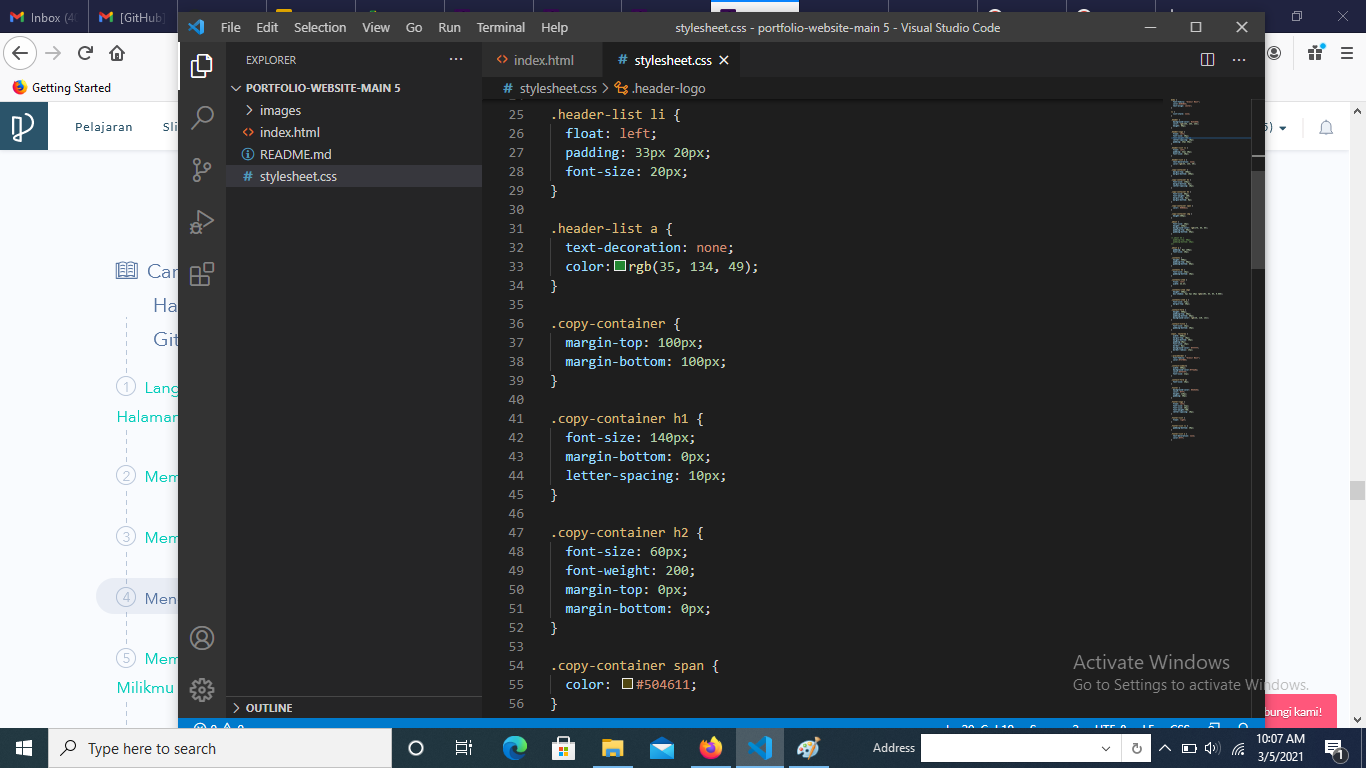 Inbox (4
[GitHub]
File Edit Selection View Go Run Terminal Help
stylesheet.css - portfolio-website-main 5 - Visual Studio Code
Getting Started
Pelajaran
Sli
5)
Car
Ha
Git
1 Lang
Halaman
2 Mem
3 Mem
4 Men
5 Mem
Milikmu
EXPLORER
PORTFOLIO-WEBSITE-MAIN 5
images
index.html
README.md
stylesheet.css
OUTLINE
index.html
stylesheet.css
stylesheet.css > .header-logo
25 .header-list li {
26 float: left;
27 padding: 33px 20px;
28 font-size: 20px;
29 }
30
31 .header-list a {
32 text-decoration: none;
33 color: rgb(35, 134, 49);
34 }
35
36 .copy-container {
37 margin-top: 100px;
38 margin-bottom: 100px;
39 }
40
41 .copy-container h1 {
42 font-size: 140px;
43 margin-bottom: 0px;
44 letter-spacing: 10px;
45 }
46
47 .copy-container h2 {
48 font-size: 60px;
49 font-weight: 200;
50 margin-top: 0px;
51 margin-bottom: 0px;
52 }
53
54 .copy-container span {
55 color: #504611;
56 }
Activate Windows
Go to Settings to activate Windows.
bungi kami!
Type here to search
Address
10:07 AM
3/5/2021
1